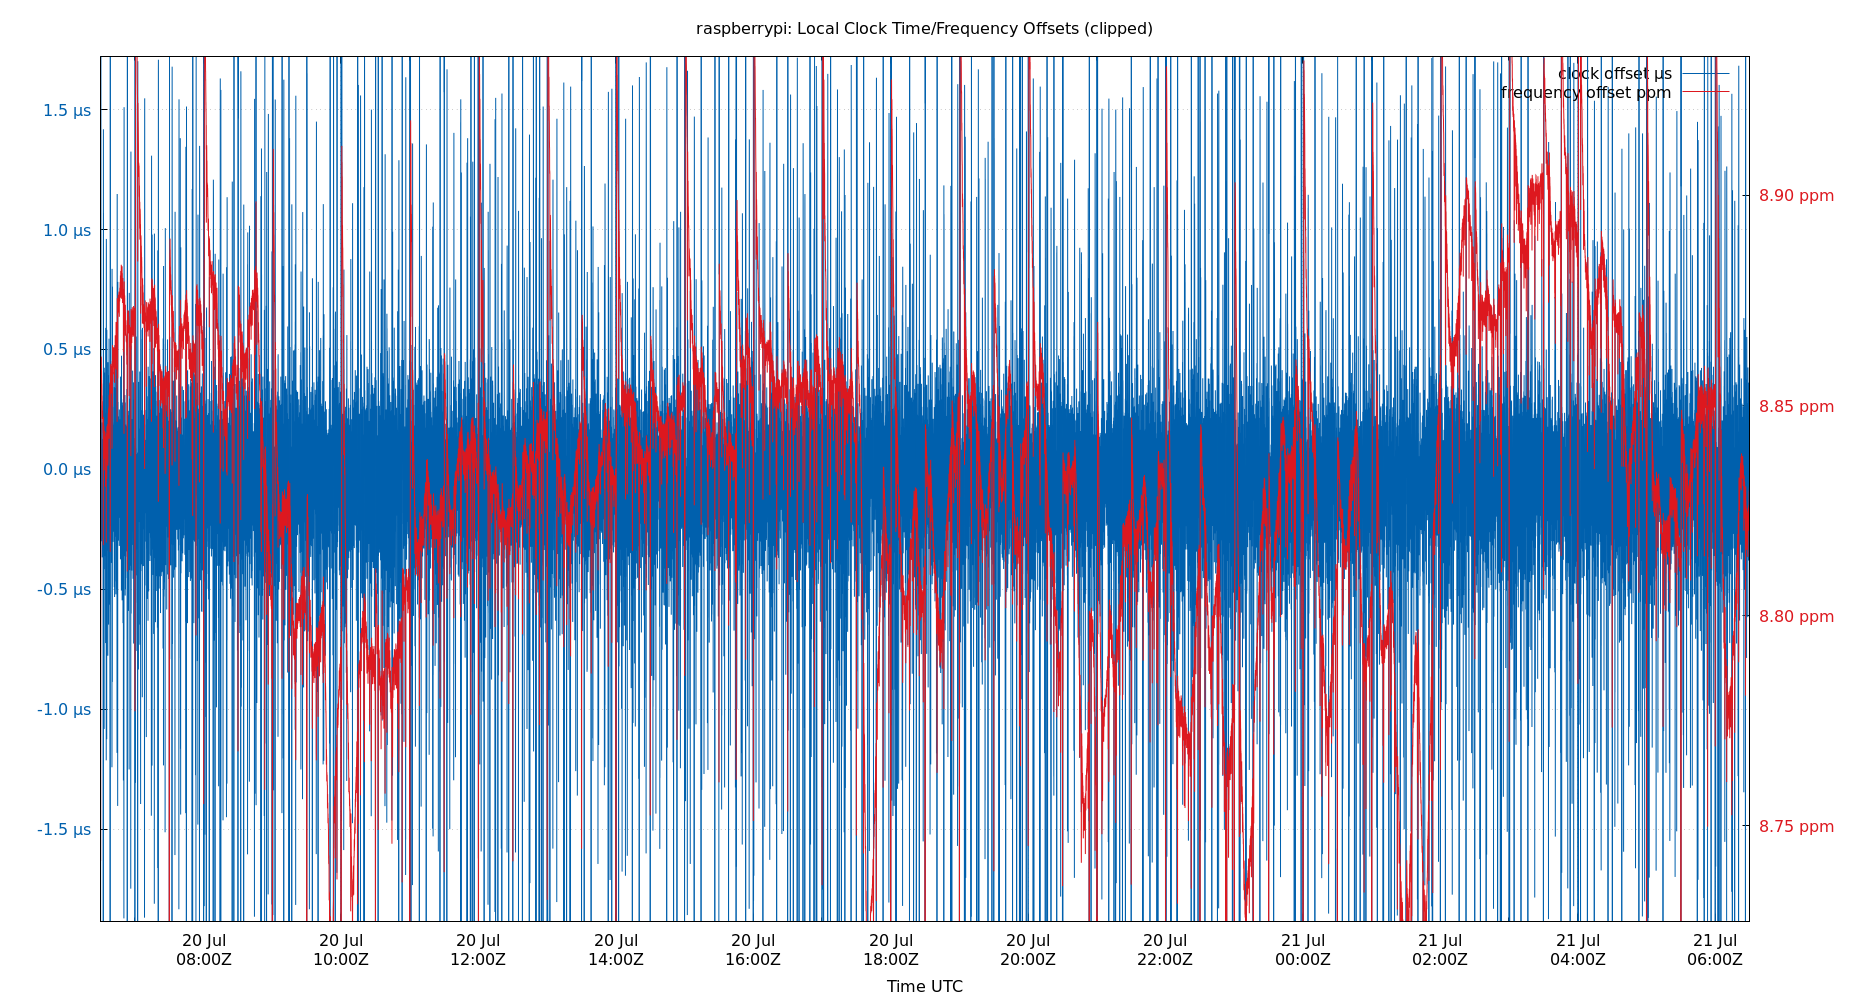 raspberrypi: Local Clock Time/Frequency Offsets (clipped)
clock offset µs
frequency offset ppm
1.5 µs
1.0 µs
0.5 µs
0.0 µs
-0.5 µs
-1.0 µs
-1.5 µs
8.90 ppm
8.85 ppm
8.80 ppm
8.75 ppm
20 Jul 20 Jul 20 Jul 20 Jul 20 Jul 20 Jul 20 Jul 20 Jul 21 Jul 21 Jul 21 Jul 21 Jul
08:00Z 10:00Z 12:00Z 14:00Z 16:00Z 18:00Z 20:00Z 22:00Z 00:00Z 02:00Z 04:00Z 06:00Z
Time UTC